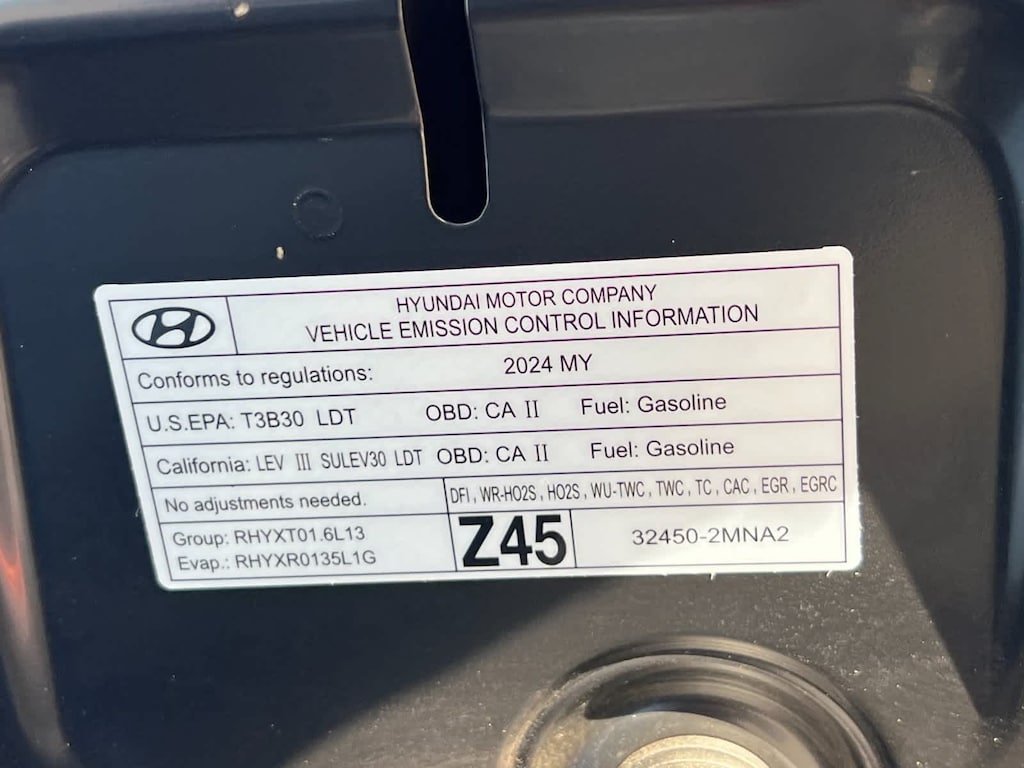 HYUNDAI MOTOR COMPANY
VEHICLE EMISSION CONTROL INFORMATION
Conforms to regulations: 2024 MY
U.S.EPA: T3B30 LDT OBD: CA II Fuel: Gasoline
California: LEV III SULEV30 LDT OBD: CA II Fuel: Gasoline
No adjustments needed. DFI, WR-HO2S, HO2S, WU-TWC, TWC, TC, CAC, EGR, EGRC
Group: RHYXT01.6L13
Evap.: RHYXR0135L1G
Z45
32450-2MNA2